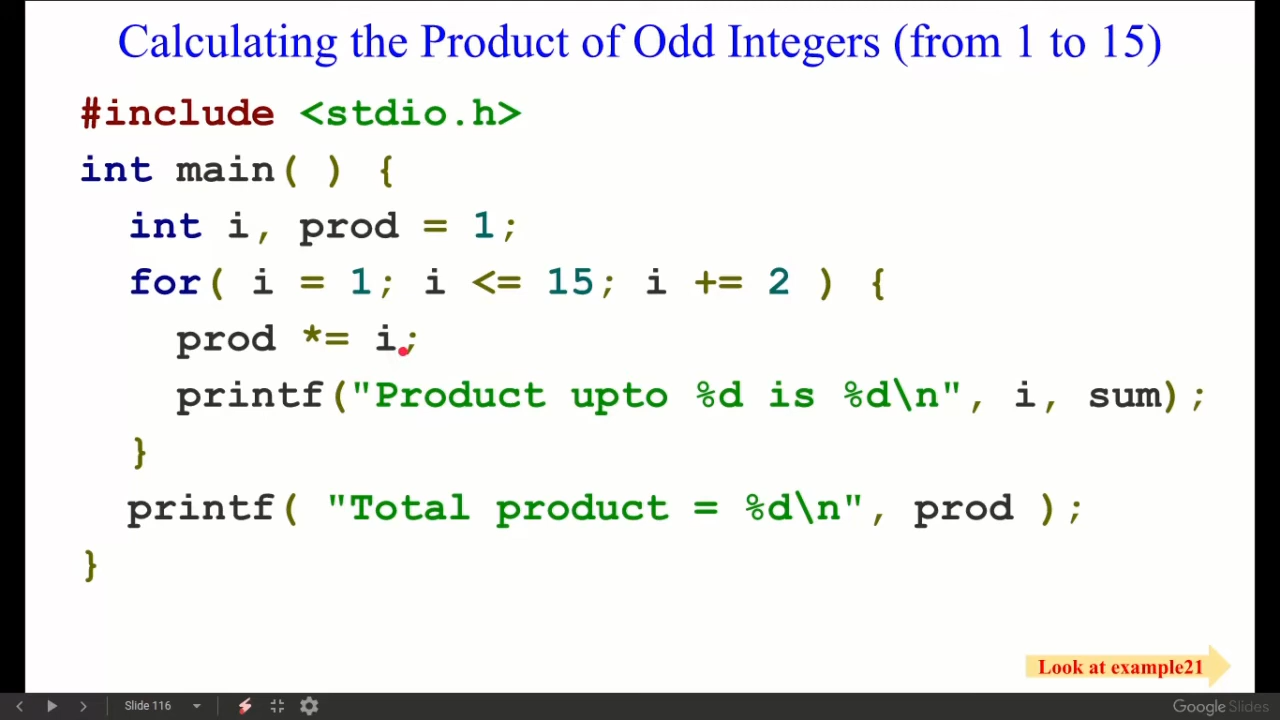 Calculating the Product of Odd Integers (from 1 to 15)
#include <stdio.h>
int main( ) {
int i, prod = 1;
for( i = 1; i <= 15; i += 2 ) {
prod *= i;
printf("Product upto %d is %d\n", i, sum);
}
printf( "Total product = %d\n", prod );
}
Look at example21
Slide 116
Google Slides